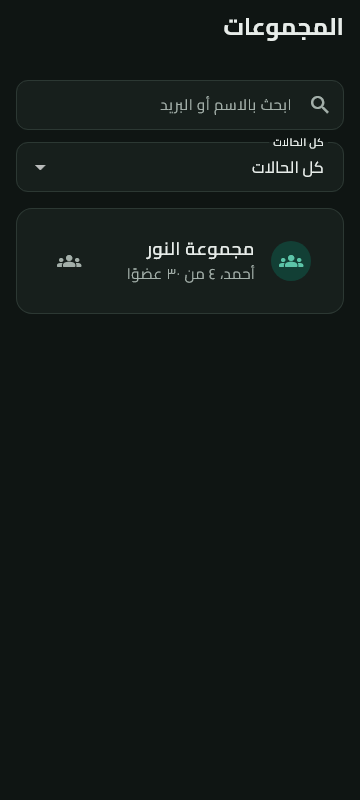 المجموعات
ابحث بالاسم أو البريد
كل الحالات
كل الحالات
مجموعة النور
أحمد، ٤ من ٣٠ عضوًا